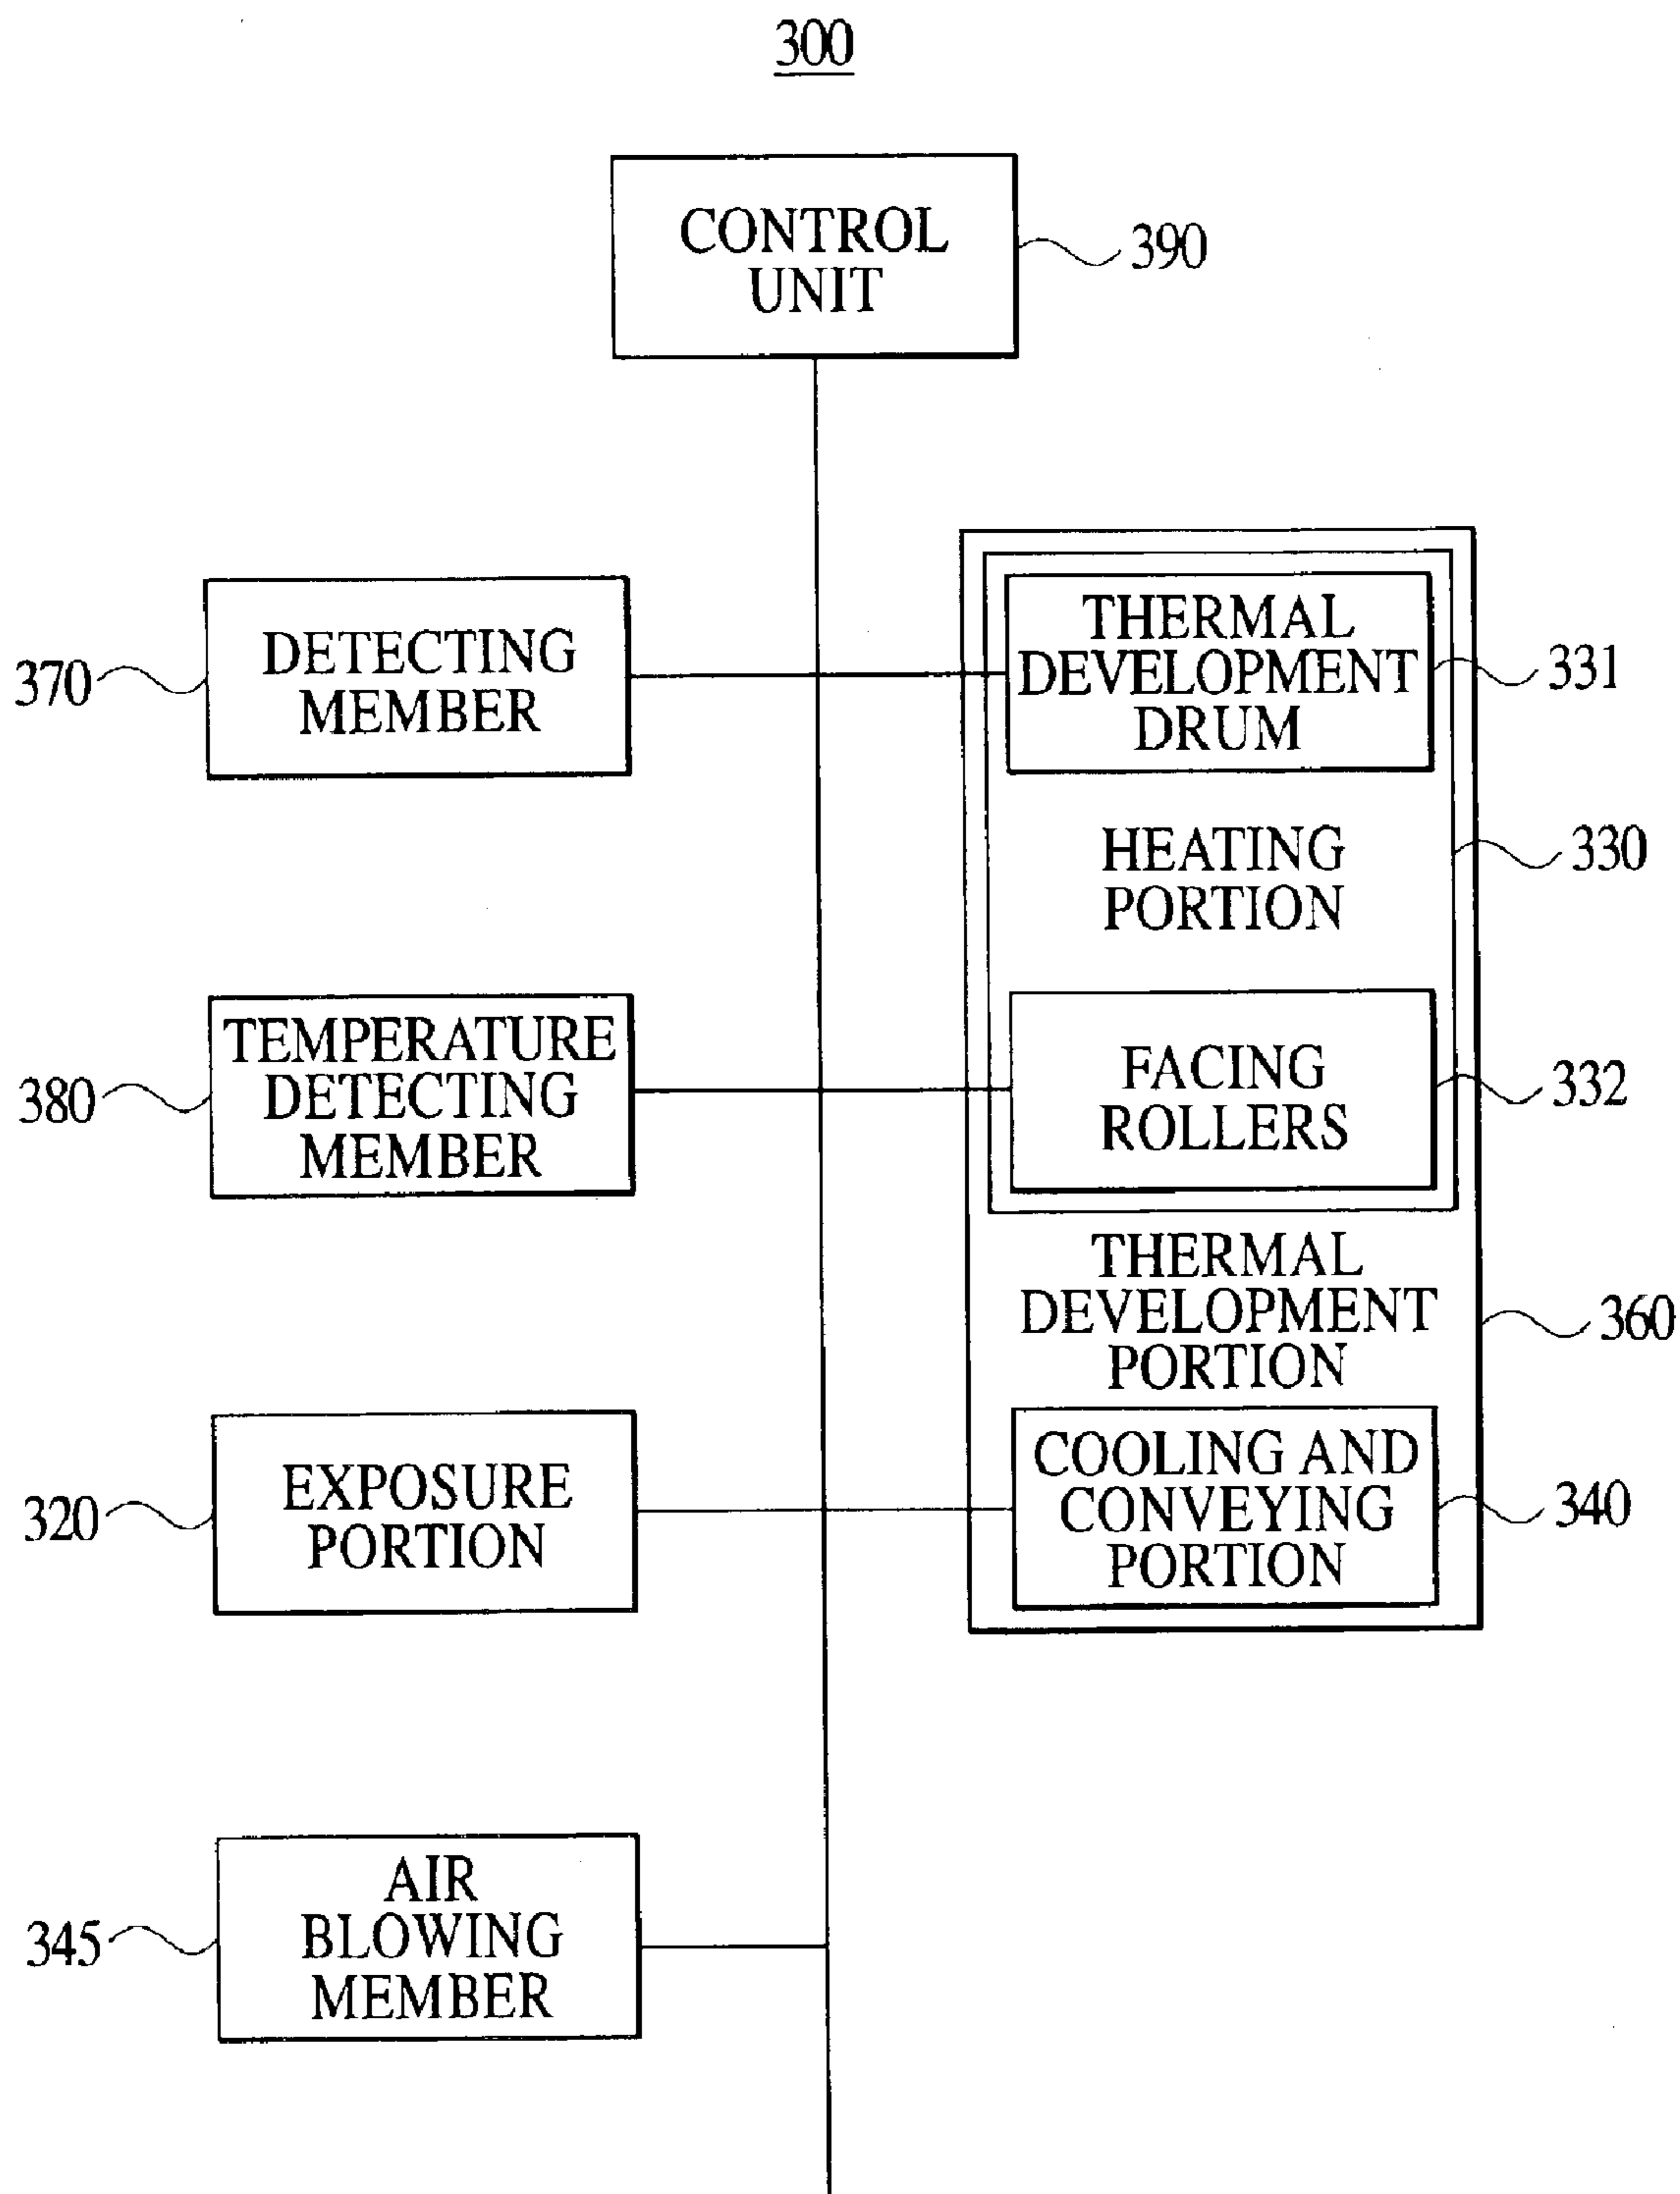 300
CONTROL
UNIT
390
370
DETECTING
MEMBER
THERMAL
DEVELOPMENT
DRUM
331
HEATING
PORTION
330
380
TEMPERATURE
DETECTING
MEMBER
FACING
ROLLERS
332
THERMAL
DEVELOPMENT
PORTION
360
320
EXPOSURE
PORTION
COOLING AND
CONVEYING
PORTION
340
345
AIR
BLOWING
MEMBER